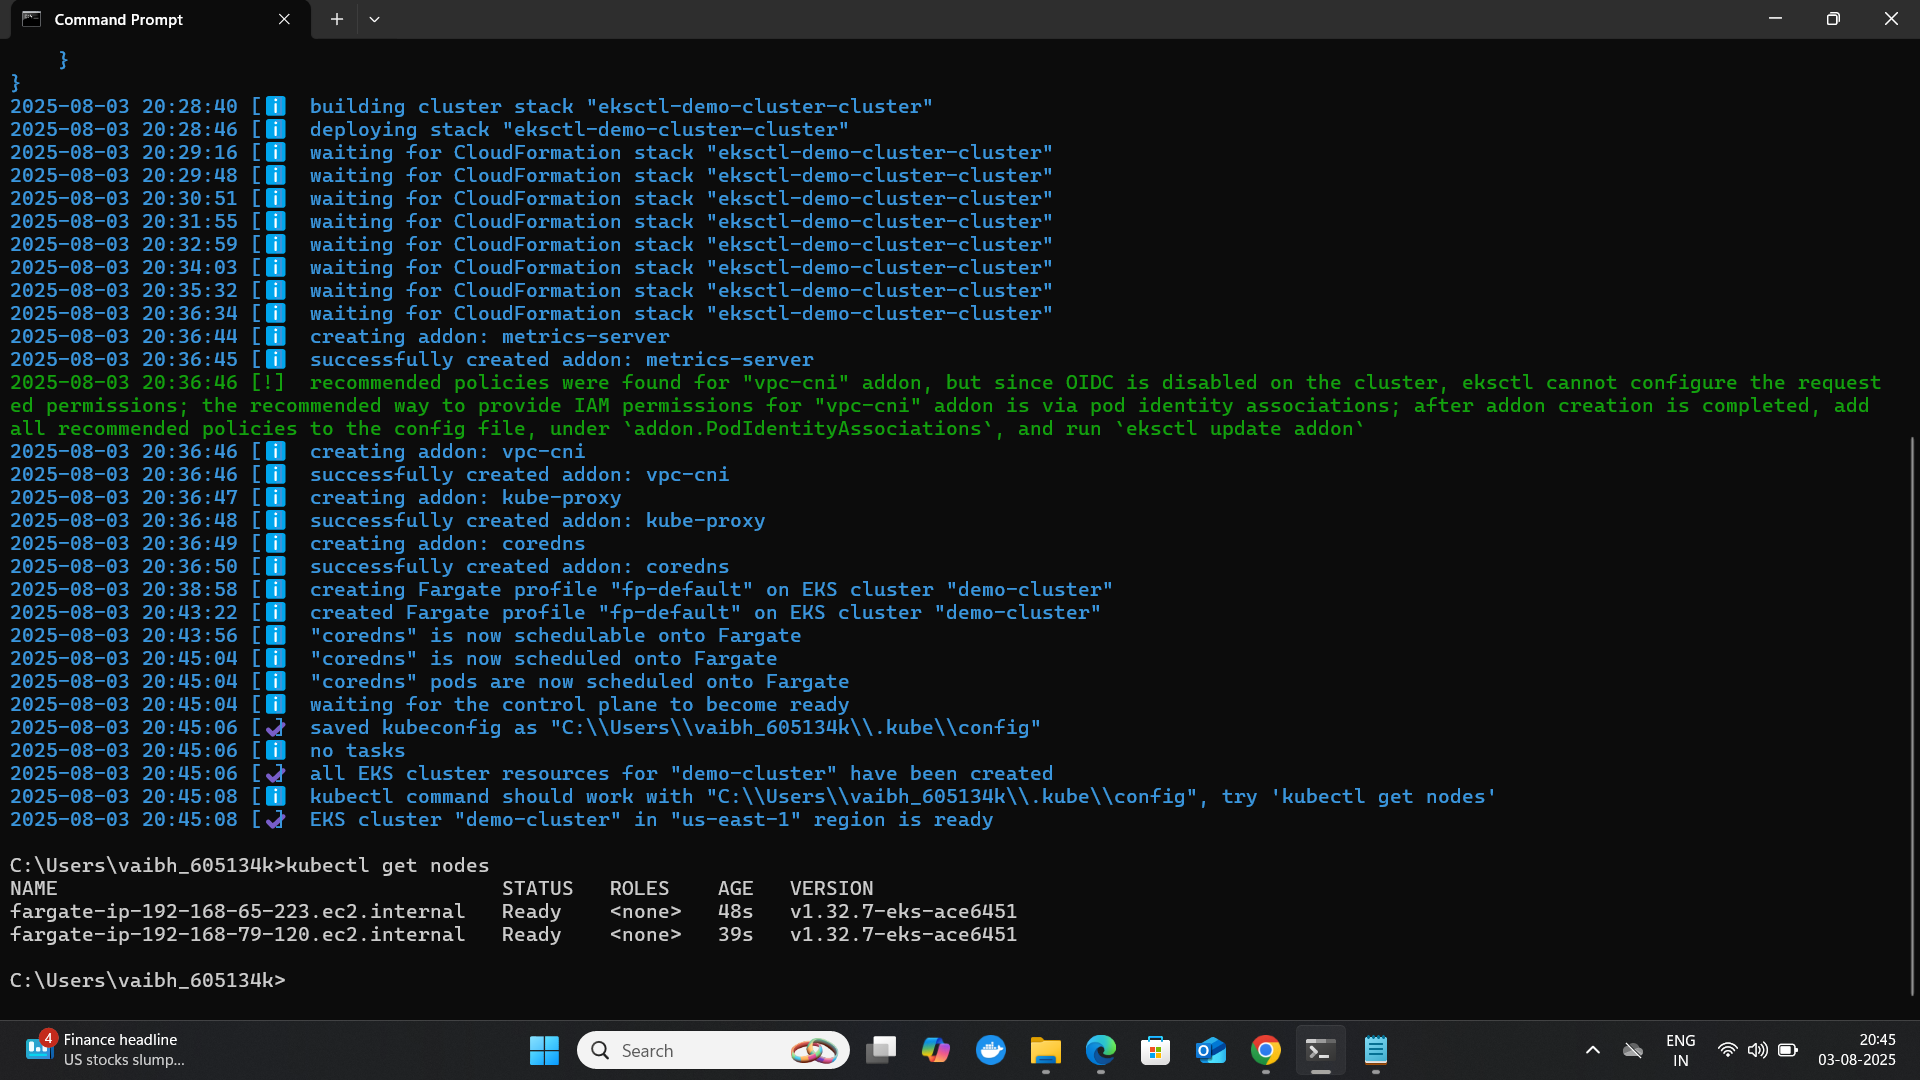 Command Prompt
}
}
2025-08-03 20:28:40 [ℹ]  building cluster stack "eksctl-demo-cluster-cluster"
2025-08-03 20:28:46 [ℹ]  deploying stack "eksctl-demo-cluster-cluster"
2025-08-03 20:29:16 [ℹ]  waiting for CloudFormation stack "eksctl-demo-cluster-cluster"
2025-08-03 20:29:48 [ℹ]  waiting for CloudFormation stack "eksctl-demo-cluster-cluster"
2025-08-03 20:30:51 [ℹ]  waiting for CloudFormation stack "eksctl-demo-cluster-cluster"
2025-08-03 20:31:55 [ℹ]  waiting for CloudFormation stack "eksctl-demo-cluster-cluster"
2025-08-03 20:32:59 [ℹ]  waiting for CloudFormation stack "eksctl-demo-cluster-cluster"
2025-08-03 20:34:03 [ℹ]  waiting for CloudFormation stack "eksctl-demo-cluster-cluster"
2025-08-03 20:35:32 [ℹ]  waiting for CloudFormation stack "eksctl-demo-cluster-cluster"
2025-08-03 20:36:34 [ℹ]  waiting for CloudFormation stack "eksctl-demo-cluster-cluster"
2025-08-03 20:36:44 [ℹ]  creating addon: metrics-server
2025-08-03 20:36:45 [ℹ]  successfully created addon: metrics-server
2025-08-03 20:36:46 [!]  recommended policies were found for "vpc-cni" addon, but since OIDC is disabled on the cluster, eksctl cannot configure the request
ed permissions; the recommended way to provide IAM permissions for "vpc-cni" addon is via pod identity associations; after addon creation is completed, add
all recommended policies to the config file, under `addon.PodIdentityAssociations`, and run `eksctl update addon`
2025-08-03 20:36:46 [ℹ]  creating addon: vpc-cni
2025-08-03 20:36:46 [ℹ]  successfully created addon: vpc-cni
2025-08-03 20:36:47 [ℹ]  creating addon: kube-proxy
2025-08-03 20:36:48 [ℹ]  successfully created addon: kube-proxy
2025-08-03 20:36:49 [ℹ]  creating addon: coredns
2025-08-03 20:36:50 [ℹ]  successfully created addon: coredns
2025-08-03 20:38:58 [ℹ]  creating Fargate profile "fp-default" on EKS cluster "demo-cluster"
2025-08-03 20:43:22 [ℹ]  created Fargate profile "fp-default" on EKS cluster "demo-cluster"
2025-08-03 20:43:56 [ℹ]  "coredns" is now schedulable onto Fargate
2025-08-03 20:45:04 [ℹ]  "coredns" is now scheduled onto Fargate
2025-08-03 20:45:04 [ℹ]  "coredns" pods are now scheduled onto Fargate
2025-08-03 20:45:04 [ℹ]  waiting for the control plane to become ready
2025-08-03 20:45:06 [✔]  saved kubeconfig as "C:\\Users\\vaibh_605134k\\.kube\\config"
2025-08-03 20:45:06 [ℹ]  no tasks
2025-08-03 20:45:06 [✔]  all EKS cluster resources for "demo-cluster" have been created
2025-08-03 20:45:08 [ℹ]  kubectl command should work with "C:\\Users\\vaibh_605134k\\.kube\\config", try 'kubectl get nodes'
2025-08-03 20:45:08 [✔]  EKS cluster "demo-cluster" in "us-east-1" region is ready
C:\Users\vaibh_605134k>kubectl get nodes
NAME STATUS ROLES AGE VERSION
fargate-ip-192-168-65-223.ec2.internal Ready <none> 48s v1.32.7-eks-ace6451
fargate-ip-192-168-79-120.ec2.internal Ready <none> 39s v1.32.7-eks-ace6451
C:\Users\vaibh_605134k>
4
Finance headline
US stocks slump...
Search
ENG
IN
20:45
03-08-2025